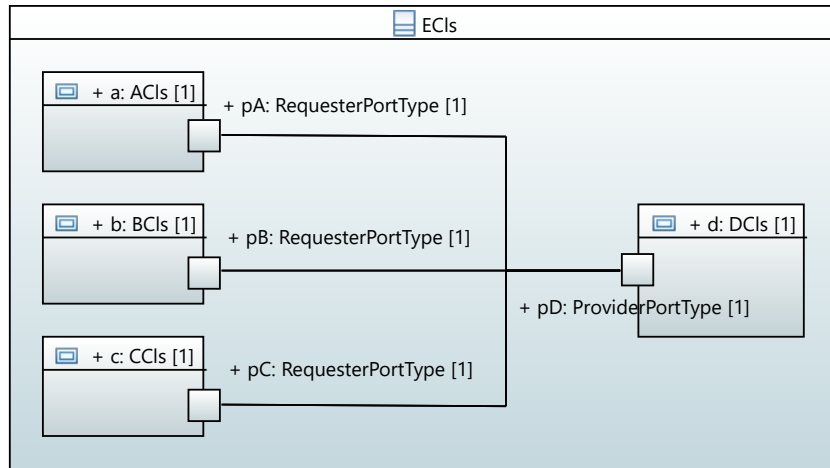 ECls
+ a: ACls [1]
+ pA: RequesterPortType [1]
+ b: BCls [1]
+ pB: RequesterPortType [1]
+ d: DCls [1]
+ pD: ProviderPortType [1]
+ c: CCls [1]
+ pC: RequesterPortType [1]